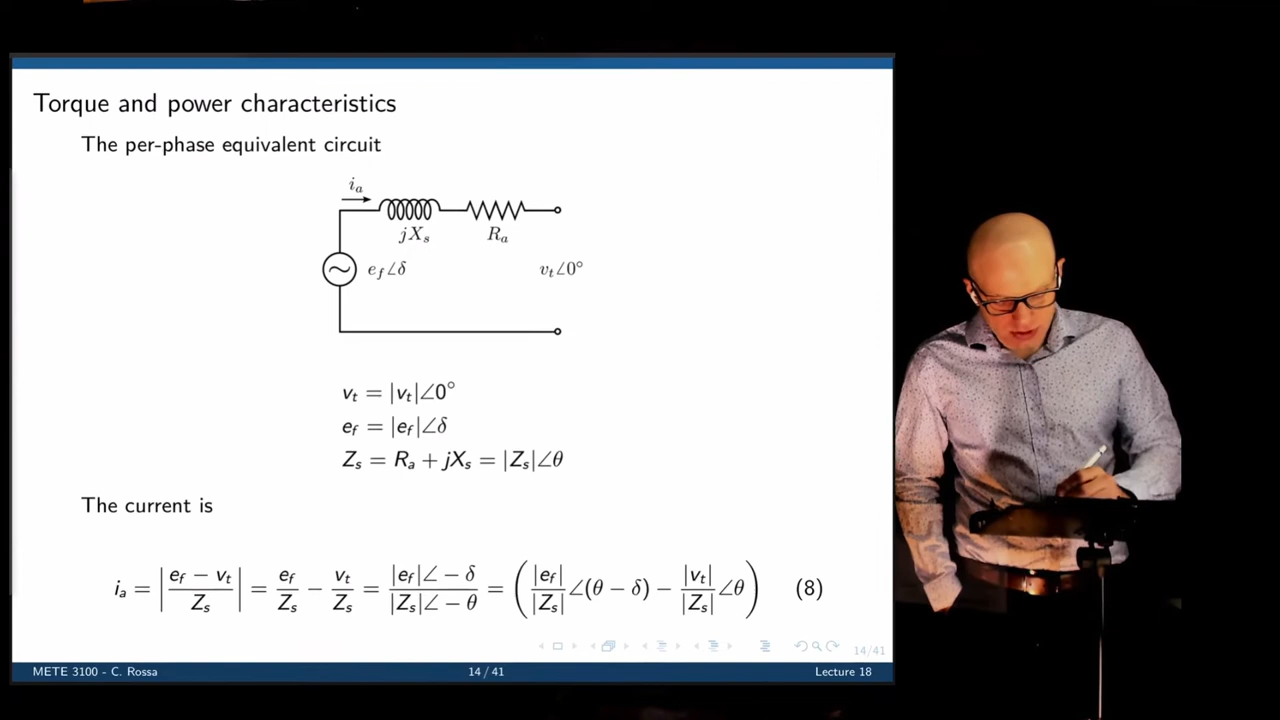 Torque and power characteristics
The per-phase equivalent circuit
i_a
jX_s R_a
e_f∠δ v_t∠0°
v_t = |v_t|∠0°
e_f = |e_f|∠δ
Z_s = R_a + jX_s = |Z_s|∠θ
The current is
i_a = |(e_f − v_t)/Z_s| = e_f/Z_s − v_t/Z_s = (|e_f|∠ − δ)/(|Z_s|∠ − θ) = (|e_f|/|Z_s| ∠(θ − δ) − |v_t|/|Z_s| ∠θ) (8)
14/41
METE 3100 - C. Rossa 14 / 41 Lecture 18